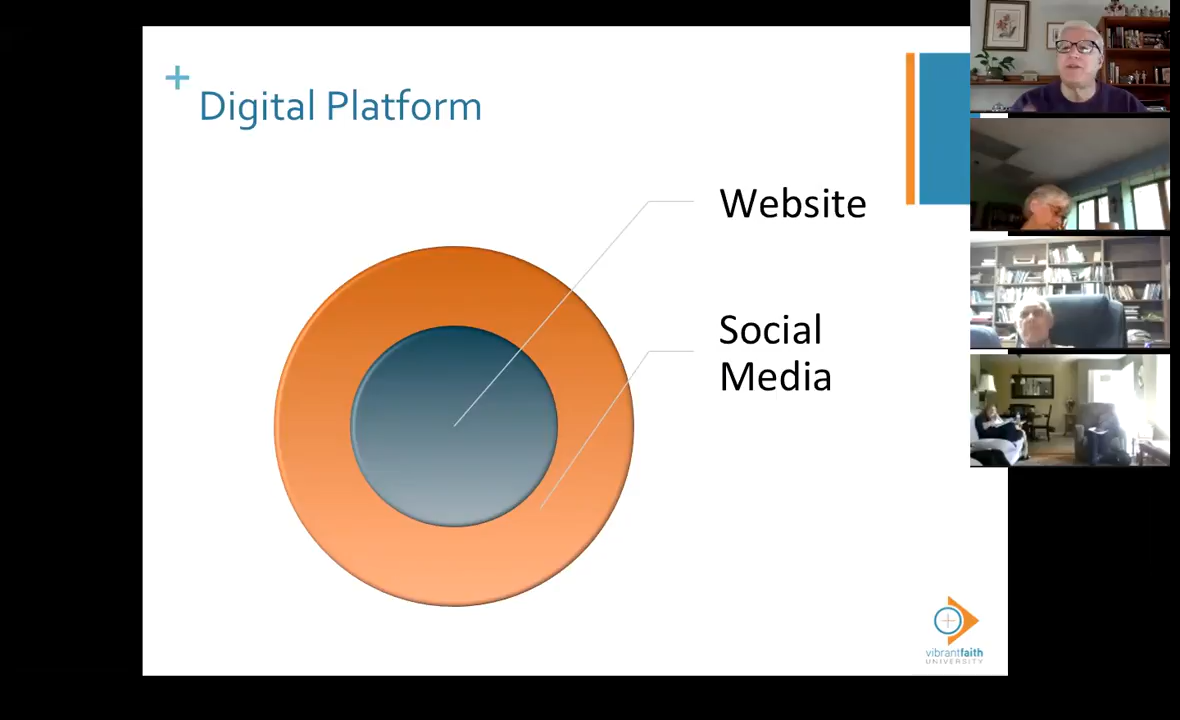 +
Digital Platform
Website
Social
Media
vibrantfaith
UNIVERSITY